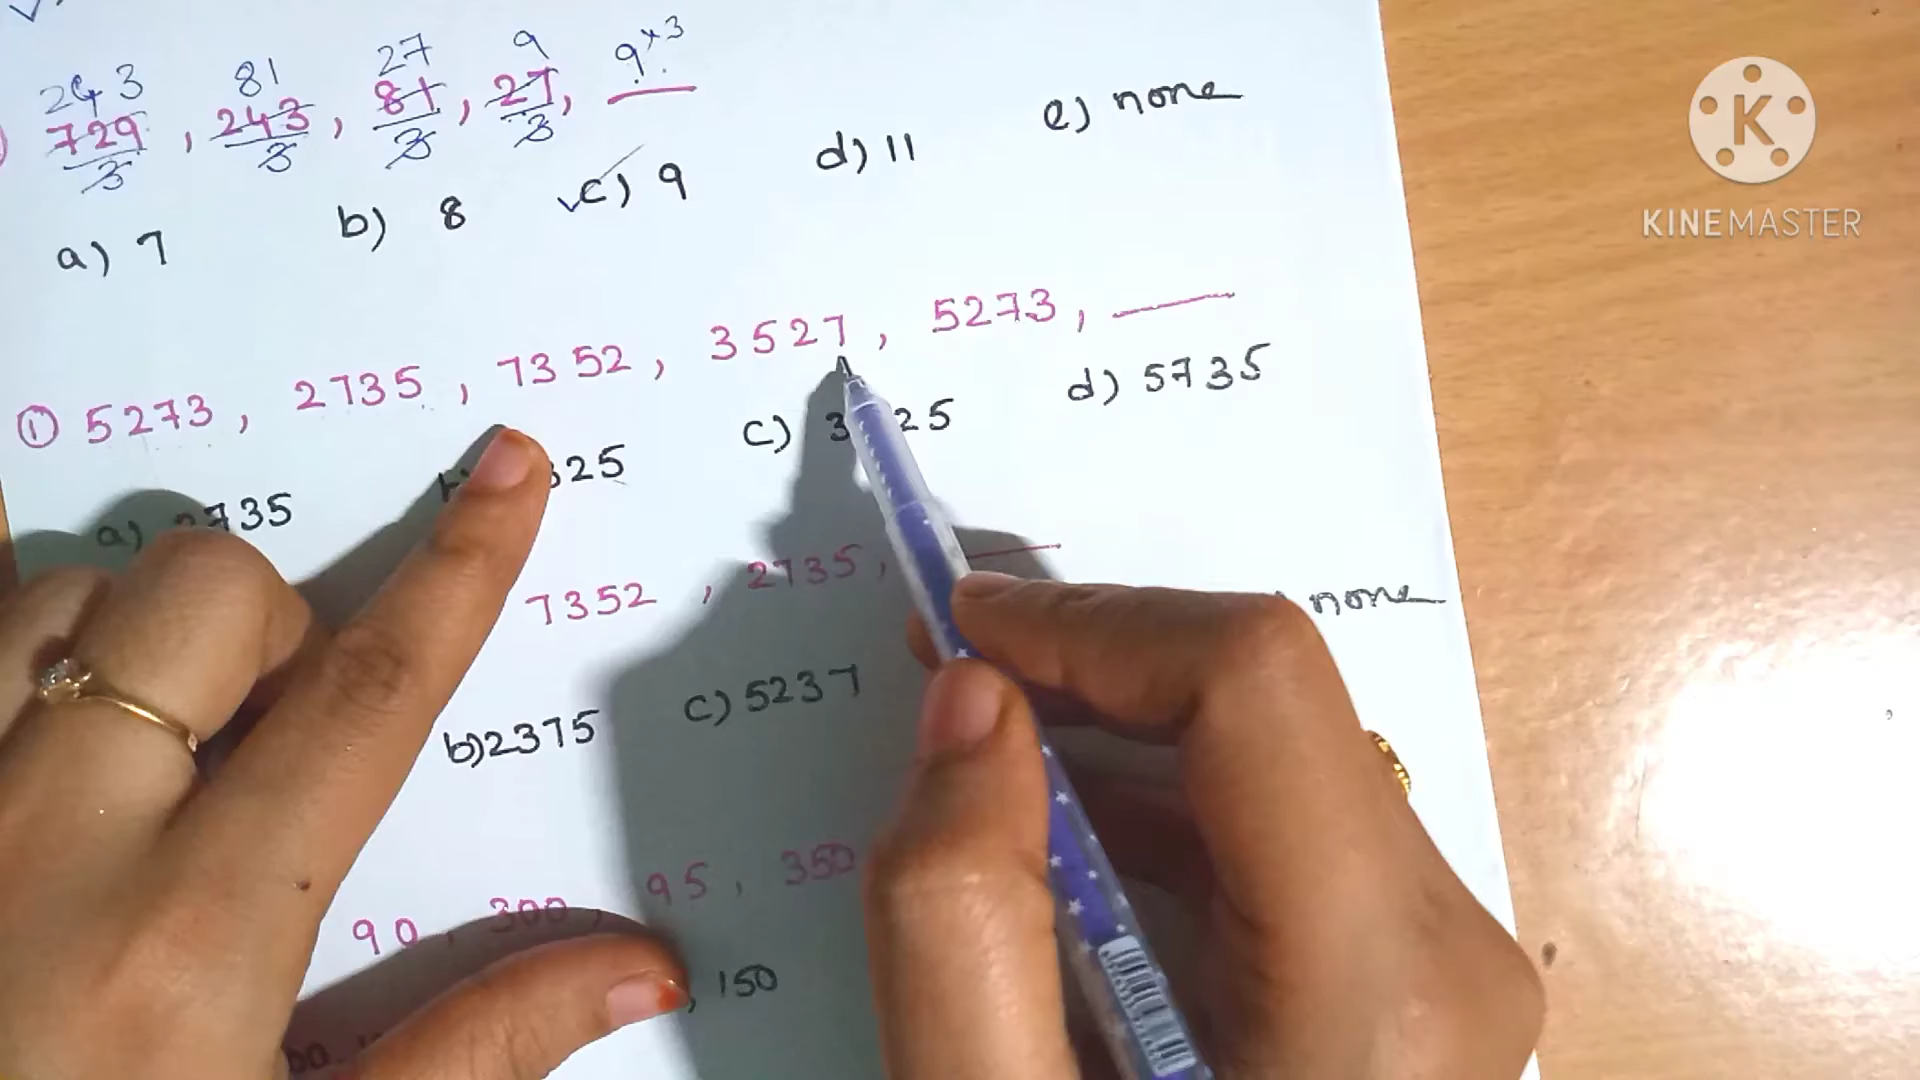 243 81 27 9 9×3
729/3 , 243/3 , 81/3 , 27/3 ,
a) 7 b) 8 c) 9 d) 11 e) none
K
KINEMASTER
① 5273 , 2735 , 7352 , 3527 , 5273 ,
a) 735 25 c) 3 25 d) 5735
7352 , 2735 ,
none
b) 2375 c) 5237
90 , 300 , 95 , 350
, 150